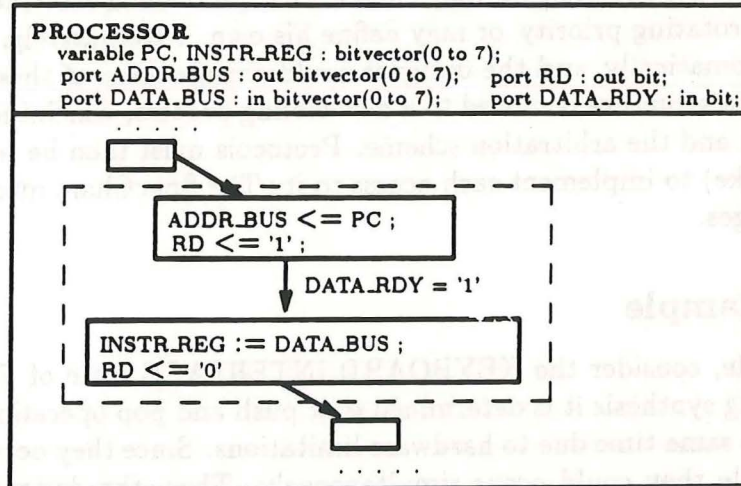 PROCESSOR
variable PC, INSTR_REG : bitvector(0 to 7);
port ADDR_BUS : out bitvector(0 to 7); port RD : out bit;
port DATA_BUS : in bitvector(0 to 7); port DATA_RDY : in bit;
ADDR_BUS <= PC ;
RD <= '1' ;
DATA_RDY = '1'
INSTR_REG := DATA_BUS ;
RD <= '0'